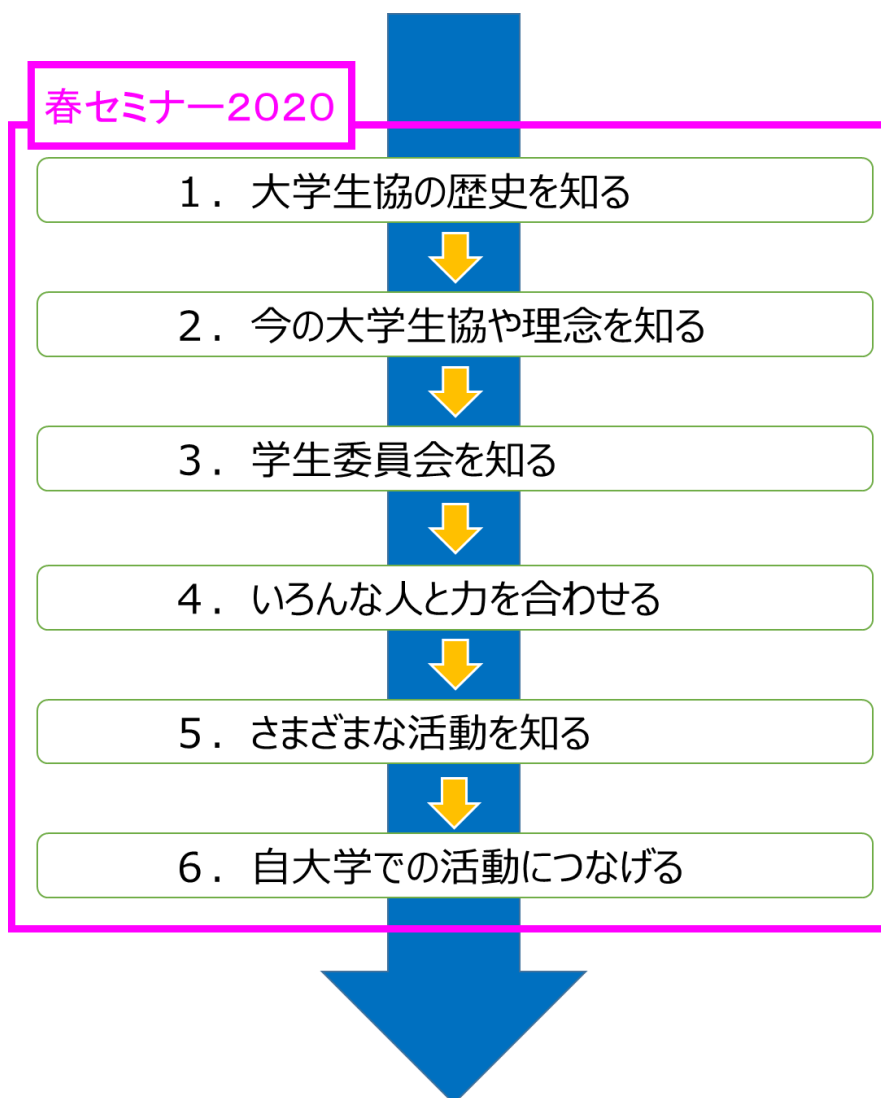 春セミナー2020
1. 大学生協の歴史を知る
2. 今の大学生協や理念を知る
3. 学生委員会を知る
4. いろんな人と力を合わせる
5. さまざまな活動を知る
6. 自大学での活動につなげる